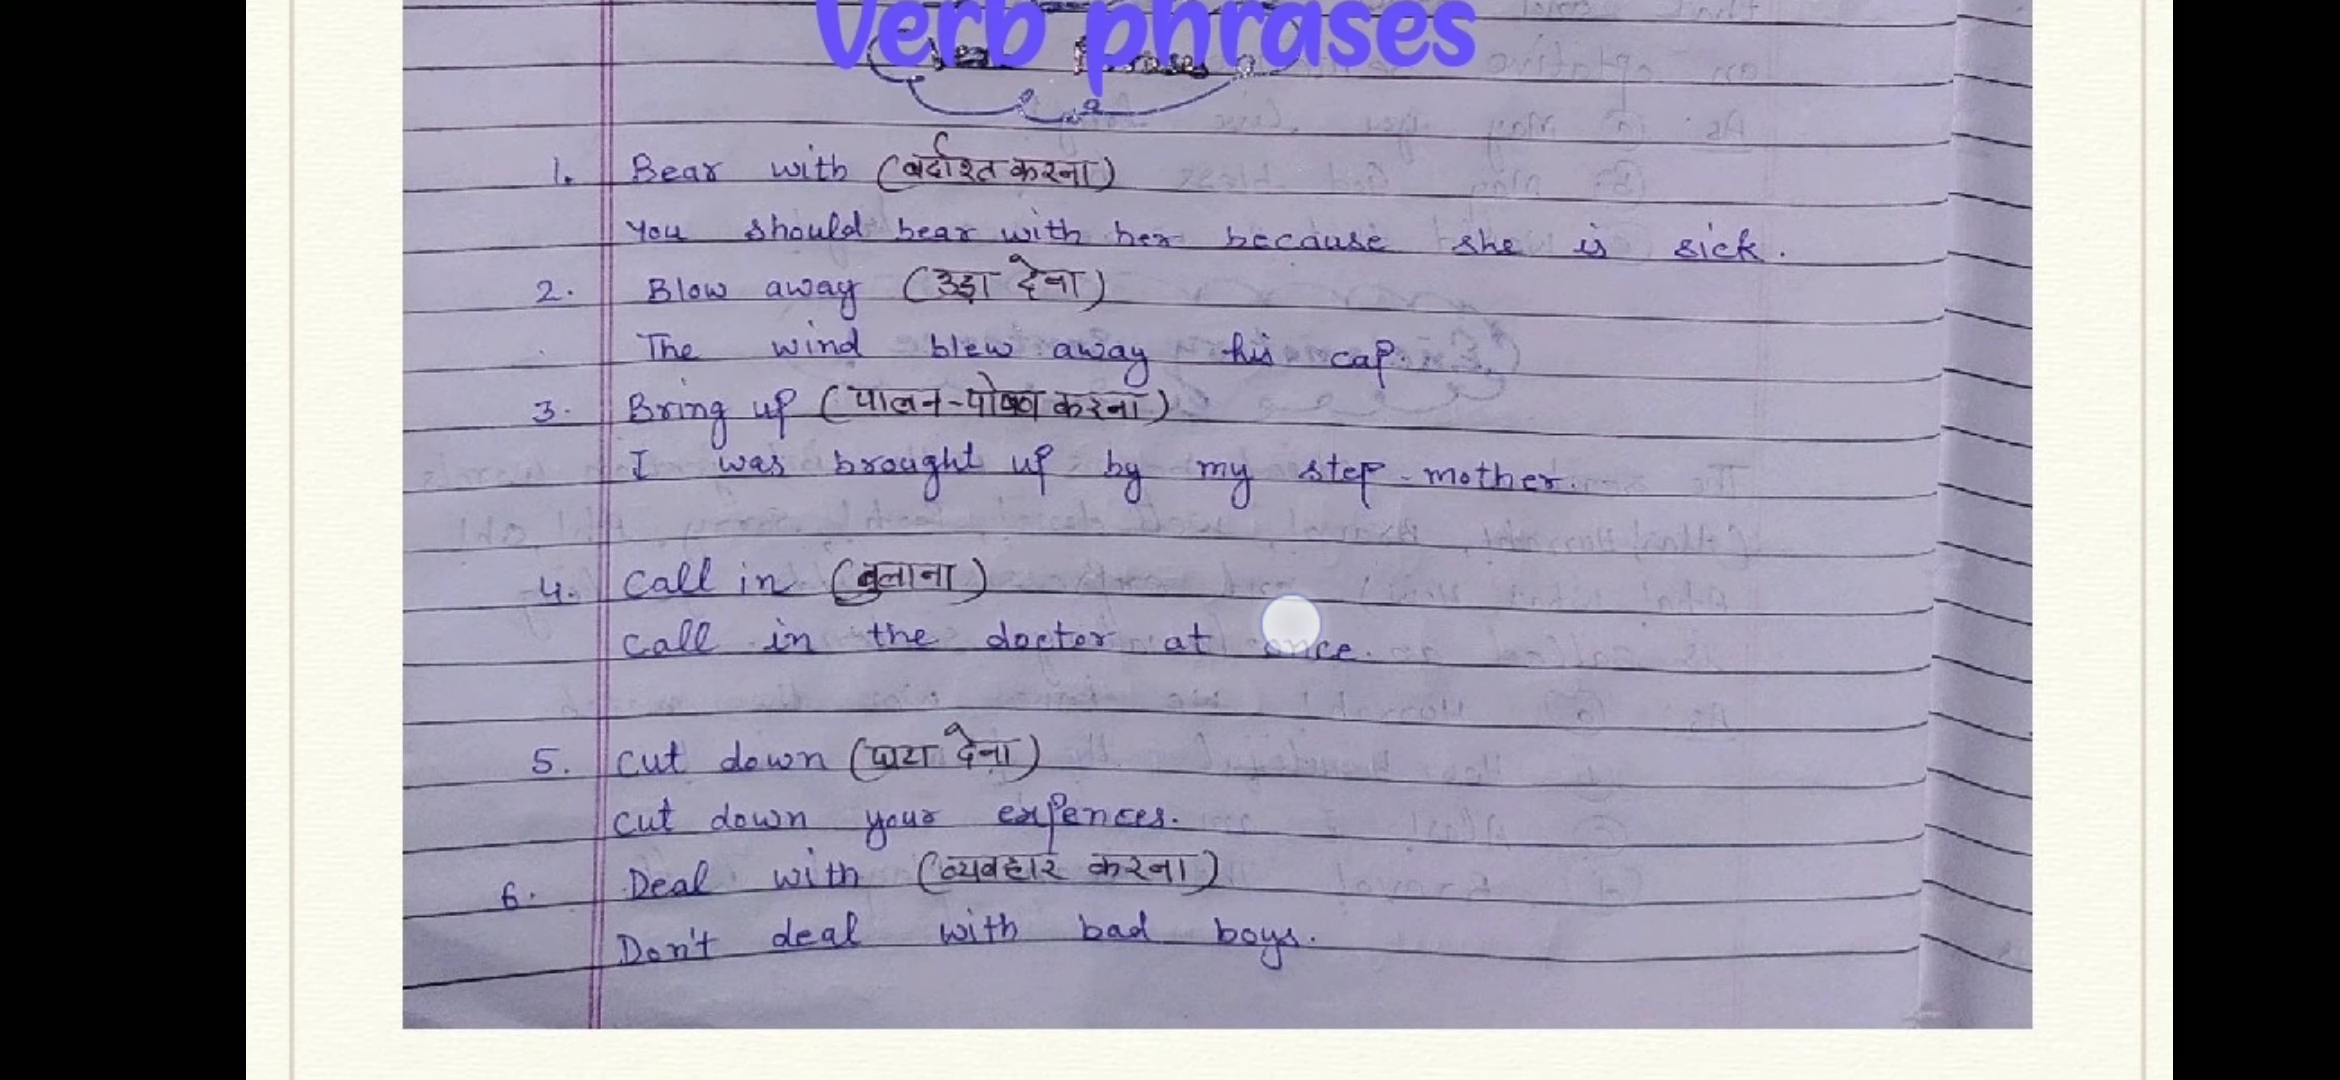 Verb phrases
1. Bear with (बर्दाश्त करना)
You should bear with her because she is sick.
2. Blow away (उड़ा देना)
The wind blew away his cap.
3. Bring up (पालन-पोषण करना)
I was brought up by my step-mother.
4. Call in (बुलाना)
Call in the doctor at once.
5. Cut down (घटा देना)
Cut down your expences.
6. Deal with (व्यवहार करना)
Don't deal with bad boys.